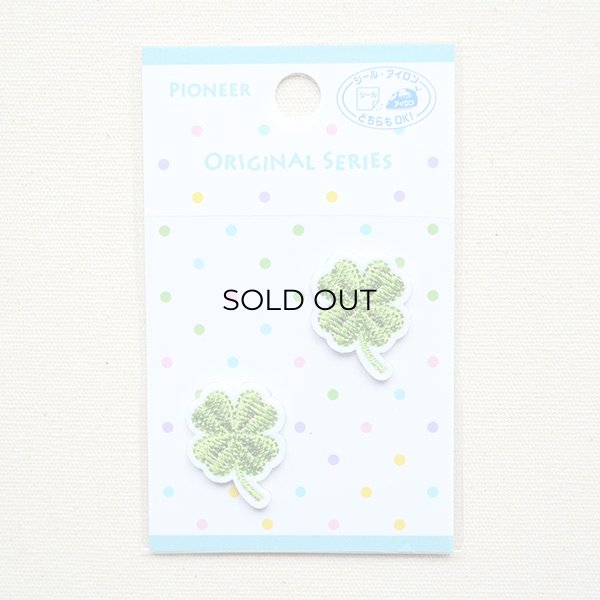 PIONEER
シール・アイロン
シール
アイロン
どちらもOK!
ORIGINAL SERIES
SOLD OUT